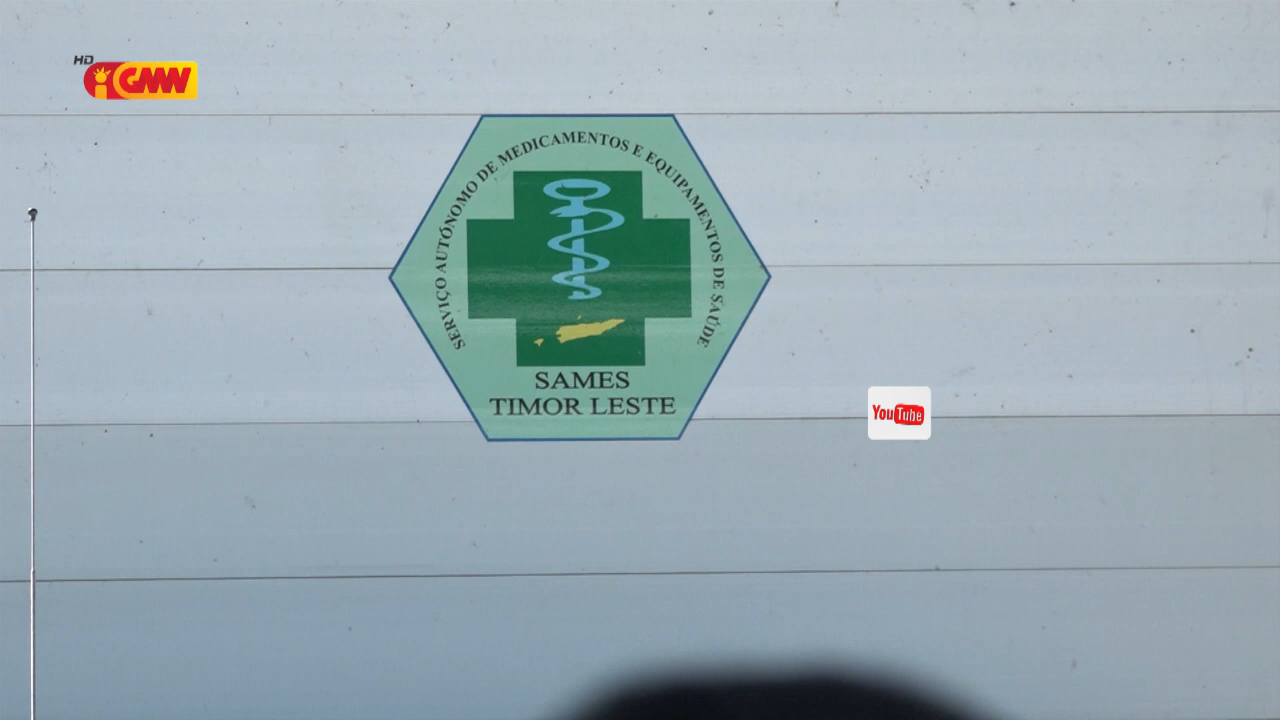 HD
GMN
SERVIÇO AUTÓNOMO DE MEDICAMENTOS E EQUIPAMENTOS DE SAÚDE
SAMES
TIMOR LESTE
YouTube